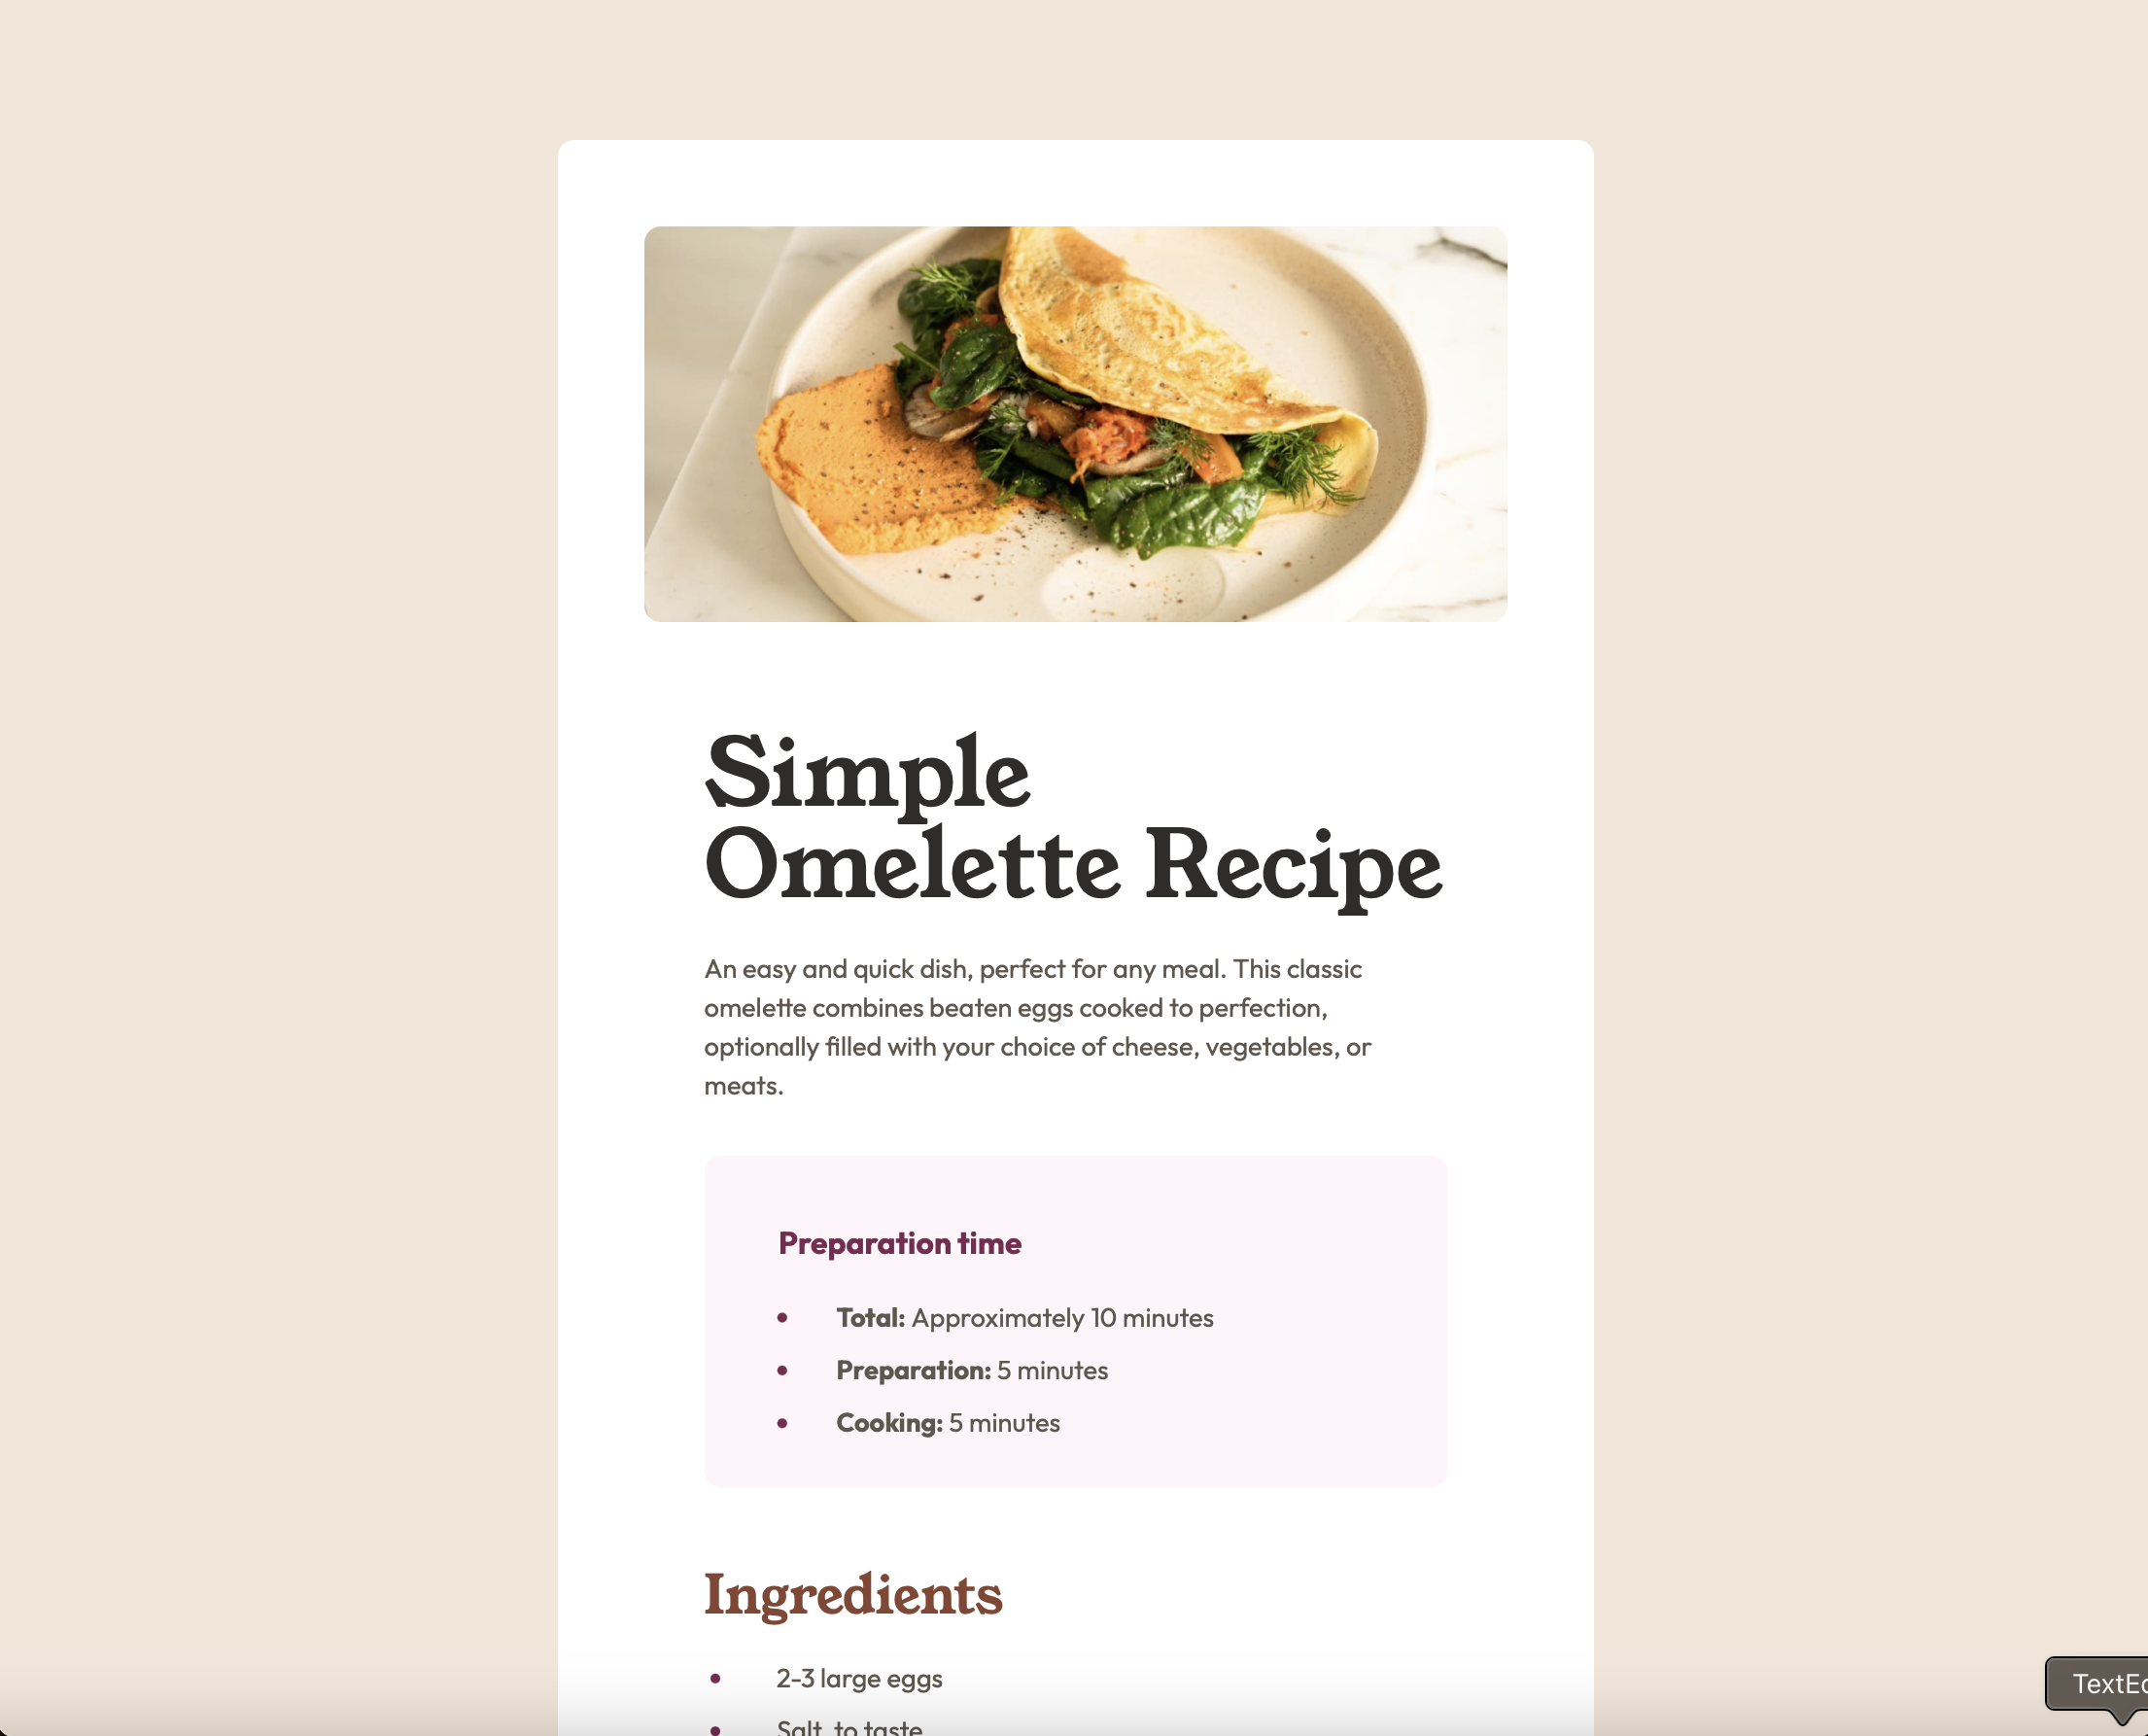 Simple
Omelette Recipe
An easy and quick dish, perfect for any meal. This classic
omelette combines beaten eggs cooked to perfection,
optionally filled with your choice of cheese, vegetables, or
meats.
Preparation time
• Total: Approximately 10 minutes
• Preparation: 5 minutes
• Cooking: 5 minutes
Ingredients
• 2-3 large eggs
• Salt, to taste